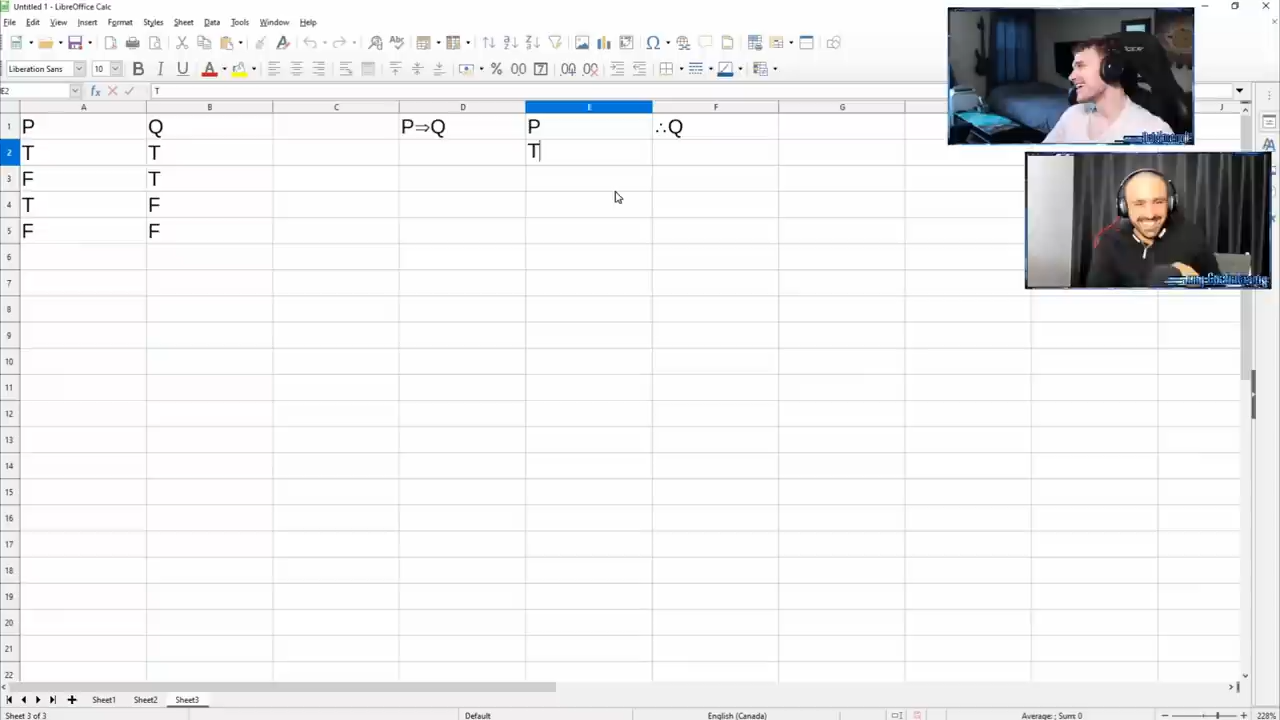 Untitled 1 - LibreOffice Calc
File Edit View Insert Format Styles Sheet Data Tools Window Help
Liberation Sans 10
E2 T
A B C D E F G J
1 P Q P⇒Q P ∴Q
2 T T T
3 F T
4 T F
5 F F
6
7
8
9
10
11
12
13
14
15
16
17
18
19
20
21
22
Sheet1 Sheet2 Sheet3
Sheet 3 of 3 Default English (Canada) Average: ; Sum: 0 228%